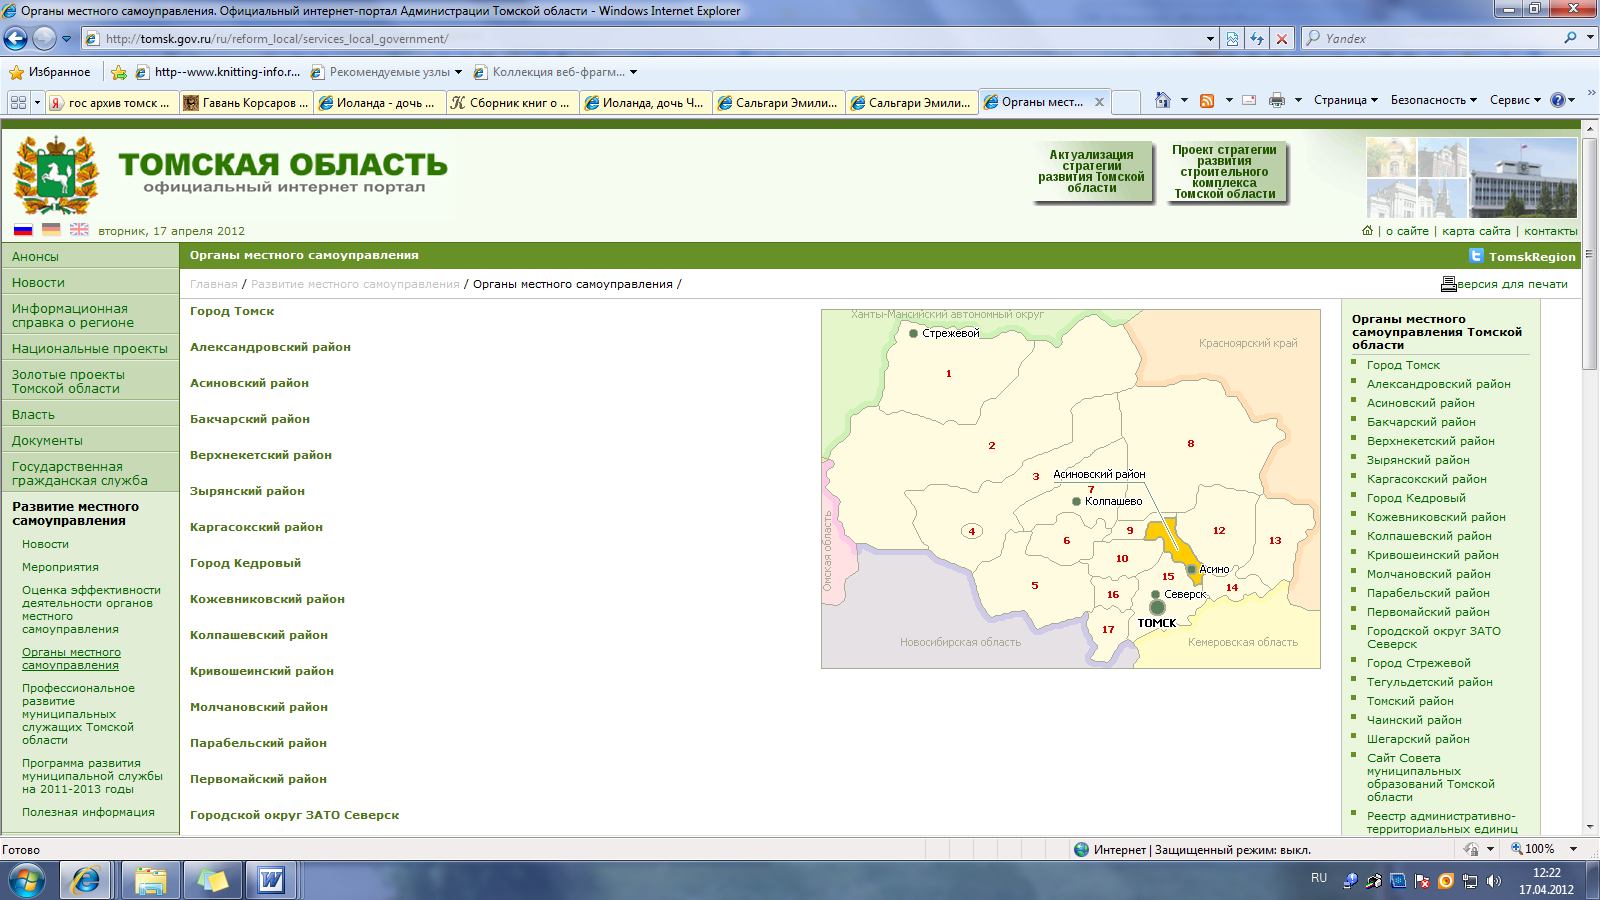 Органы местного самоуправления. Официальный интернет-портал Администрации Томской области - Windows Internet Explorer
http://tomsk.gov.ru/ru/reform_local/services_local_government/
Yandex
Избранное
http--www.knitting-info.r...
Рекомендуемые узлы
Коллекция веб-фрагм...
гос архив томск ...
Гавань Корсаров ...
Иоланда - дочь ...
Сборник книг о ...
Иоланда, дочь Ч...
Сальгари Эмили...
Сальгари Эмили...
Органы мест...
Страница
Безопасность
Сервис
ТОМСКАЯ ОБЛАСТЬ
официальный интернет портал
Актуализация
стратегии
развития Томской
области
Проект стратегии
развития
строительного
комплекса
Томской области
вторник, 17 апреля 2012
| о сайте | карта сайта | контакты
Анонсы
Новости
Информационная
справка о регионе
Национальные проекты
Золотые проекты
Томской области
Власть
Документы
Государственная
гражданская служба
Развитие местного
самоуправления
Новости
Мероприятия
Оценка эффективности
деятельности органов
местного
самоуправления
Органы местного
самоуправления
Профессиональное
развитие
муниципальных
служащих Томской
области
Программа развития
муниципальной службы
на 2011-2013 годы
Полезная информация
Органы местного самоуправления
TomskRegion
Главная / Развитие местного самоуправления / Органы местного самоуправления /
версия для печати
Город Томск
Александровский район
Асиновский район
Бакчарский район
Верхнекетский район
Зырянский район
Каргасокский район
Город Кедровый
Кожевниковский район
Колпашевский район
Кривошеинский район
Молчановский район
Парабельский район
Первомайский район
Городской округ ЗАТО Северск
Ханты-Мансийский автономный округ
Стрежевой
Красноярский край
1
2
8
3
Асиновский район
7
Колпашево
4
6
9
12
13
10
Асино
15
5
14
16
Северск
ТОМСК
17
Омская область
Новосибирская область
Кемеровская область
Органы местного
самоуправления Томской
области
Город Томск
Александровский район
Асиновский район
Бакчарский район
Верхнекетский район
Зырянский район
Каргасокский район
Город Кедровый
Кожевниковский район
Колпашевский район
Кривошеинский район
Молчановский район
Парабельский район
Первомайский район
Городской округ ЗАТО
Северск
Город Стрежевой
Тегульдетский район
Томский район
Чаинский район
Шегарский район
Сайт Совета
муниципальных
образований Томской
области
Реестр административно-
территориальных единиц
Готово
Интернет | Защищенный режим: выкл.
100%
RU
12:22
17.04.2012